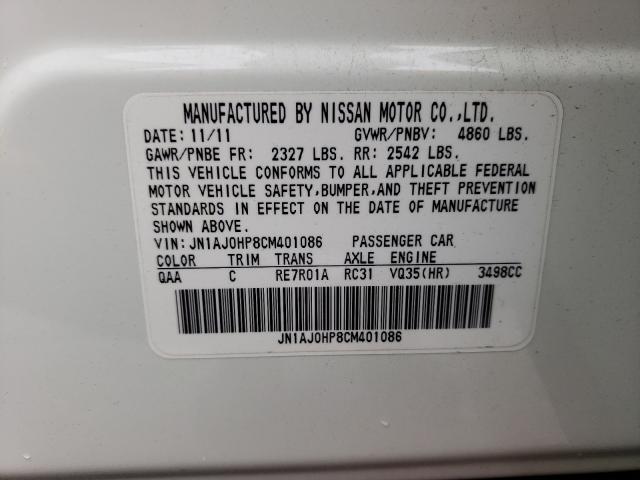 MANUFACTURED BY NISSAN MOTOR CO.,LTD.
DATE: 11/11 GVWR/PNBV: 4860 LBS.
GAWR/PNBE FR: 2327 LBS. RR: 2542 LBS.
THIS VEHICLE CONFORMS TO ALL APPLICABLE FEDERAL
MOTOR VEHICLE SAFETY,BUMPER,AND THEFT PREVENTION
STANDARDS IN EFFECT ON THE DATE OF MANUFACTURE
SHOWN ABOVE.
VIN: JN1AJ0HP8CM401086 PASSENGER CAR
COLOR TRIM TRANS AXLE ENGINE
QAA C RE7R01A RC31 VQ35(HR) 3498CC
JN1AJ0HP8CM401086